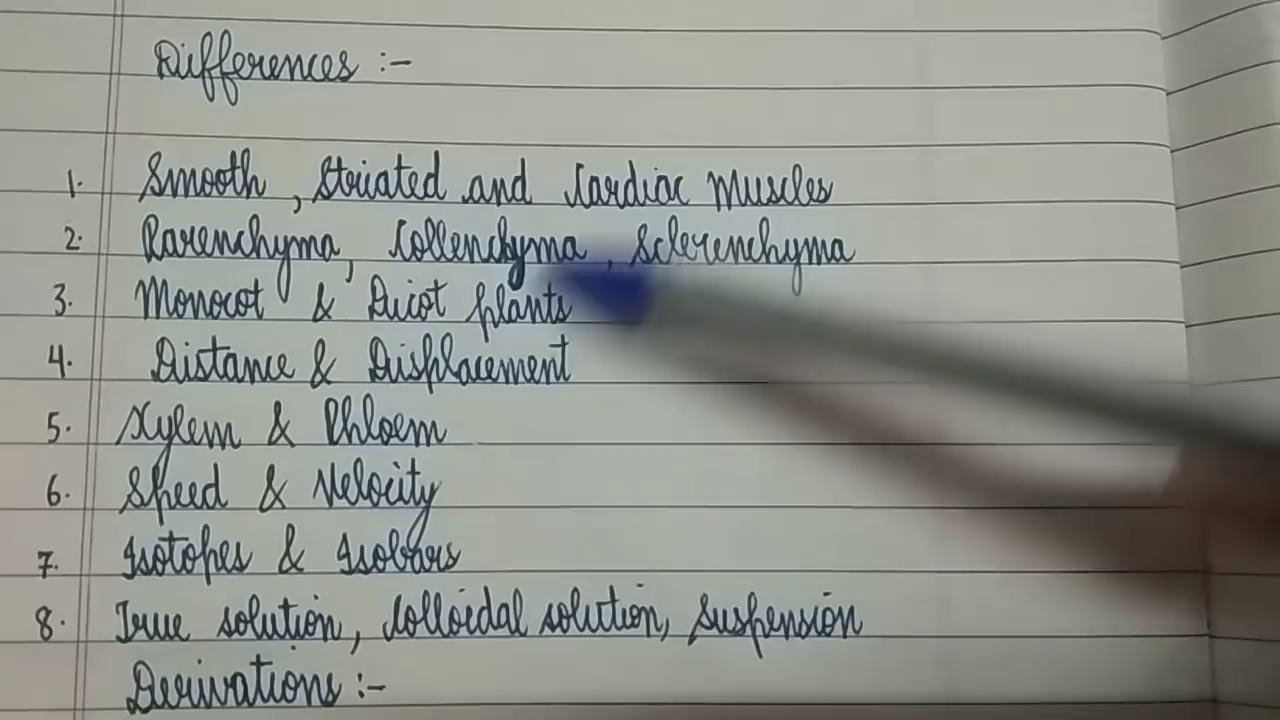 Differences :-
1. Smooth, Striated and Cardiac Muscles
2. Parenchyma, Collenchyma, Sclerenchyma
3. Monocot & Dicot plants
4. Distance & Displacement
5. Xylem & Phloem
6. Speed & Velocity
7. Isotopes & Isobars
8. True solution, Colloidal solution, Suspension
Derivations :-